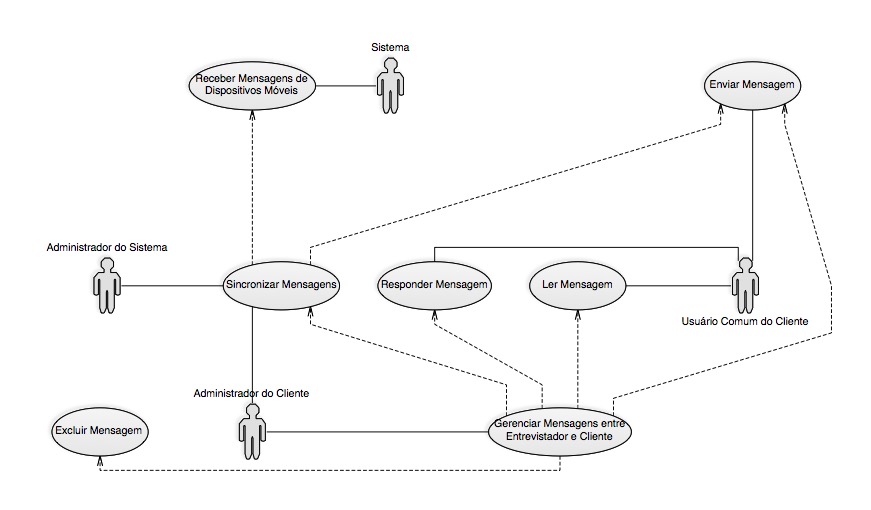 Sistema
Receber Mensagens de
Dispositivos Móveis
Enviar Mensagem
Administrador do Sistema
Sincronizar Mensagens
Responder Mensagem
Ler Mensagem
Usuário Comum do Cliente
Administrador do Cliente
Excluir Mensagem
Gerenciar Mensagens entre
Entrevistador e Cliente